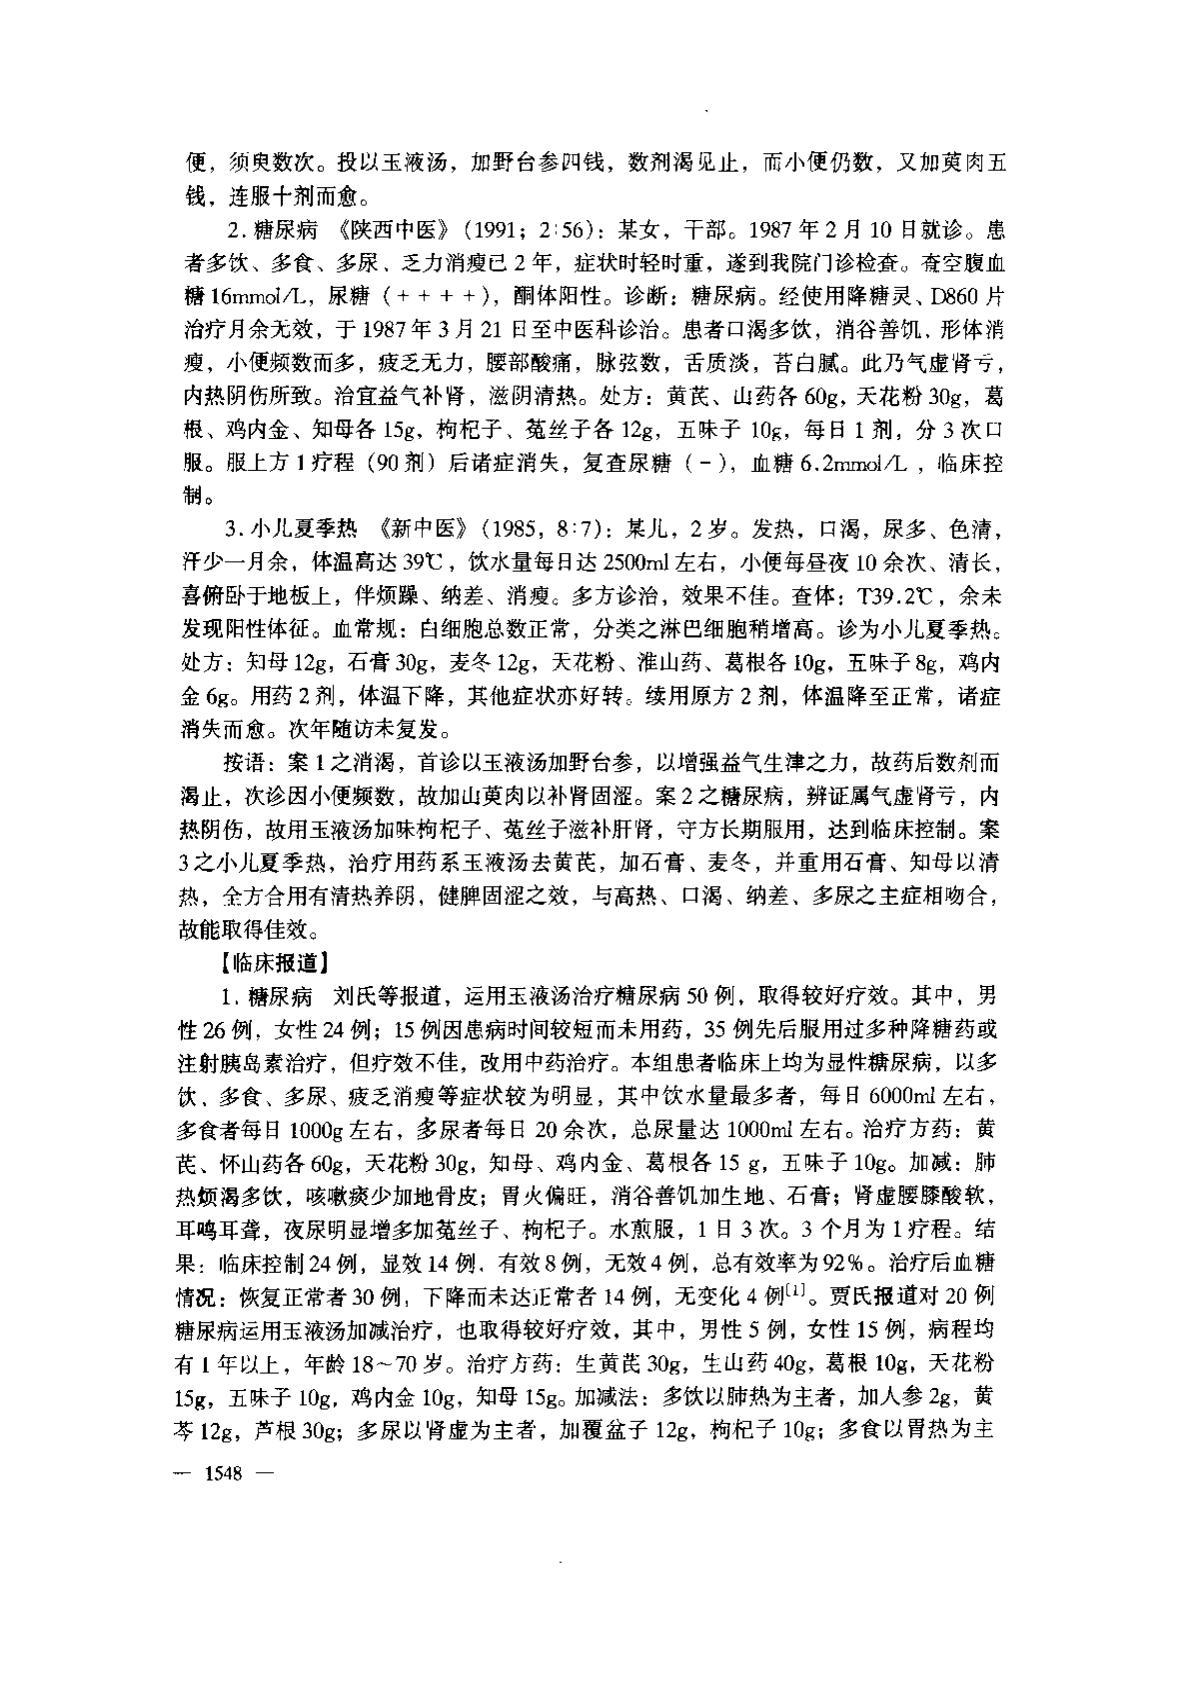 便，须臾数次。投以玉液汤，加野台参四钱，数剂渴见止，而小便仍数，又加萸肉五
钱，连服十剂而愈。
2. 糖尿病 《陕西中医》（1991；2:56）：某女，干部。1987 年 2 月 10 日就诊。患
者多饮、多食、多尿、乏力消瘦已 2 年，症状时轻时重，遂到我院门诊检查。查空腹血
糖 16mmol/L，尿糖（＋＋＋＋），酮体阳性。诊断：糖尿病。经使用降糖灵、D860 片
治疗月余无效，于 1987 年 3 月 21 日至中医科诊治。患者口渴多饮，消谷善饥，形体消
瘦，小便频数而多，疲乏无力，腰部酸痛，脉弦数，舌质淡，苔白腻。此乃气虚肾亏，
内热阴伤所致。治宜益气补肾，滋阴清热。处方：黄芪、山药各 60g，天花粉 30g，葛
根、鸡内金、知母各 15g，枸杞子、菟丝子各 12g，五味子 10g，每日 1 剂，分 3 次口
服。服上方 1 疗程（90 剂）后诸症消失，复查尿糖（－），血糖 6.2mmol/L，临床控
制。
3. 小儿夏季热 《新中医》（1985，8:7）：某儿，2 岁。发热，口渴，尿多、色清，
汗少一月余，体温高达 39℃，饮水量每日达 2500ml 左右，小便每昼夜 10 余次、清长，
喜俯卧于地板上，伴烦躁、纳差、消瘦。多方诊治，效果不佳。查体：T39.2℃，余未
发现阳性体征。血常规：白细胞总数正常，分类之淋巴细胞稍增高。诊为小儿夏季热。
处方：知母 12g，石膏 30g，麦冬 12g，天花粉、淮山药、葛根各 10g，五味子 8g，鸡内
金 6g。用药 2 剂，体温下降，其他症状亦好转。续用原方 2 剂，体温降至正常，诸症
消失而愈。次年随访未复发。
按语：案 1 之消渴，首诊以玉液汤加野台参，以增强益气生津之力，故药后数剂而
渴止，次诊因小便频数，故加山萸肉以补肾固涩。案 2 之糖尿病，辨证属气虚肾亏，内
热阴伤，故用玉液汤加味枸杞子、菟丝子滋补肝肾，守方长期服用，达到临床控制。案
3 之小儿夏季热，治疗用药系玉液汤去黄芪，加石膏、麦冬，并重用石膏、知母以清
热，全方合用有清热养阴，健脾固涩之效，与高热、口渴、纳差、多尿之主症相吻合，
故能取得佳效。
【临床报道】
1. 糖尿病 刘氏等报道，运用玉液汤治疗糖尿病 50 例，取得较好疗效。其中，男
性 26 例，女性 24 例；15 例因患病时间较短而未用药，35 例先后服用过多种降糖药或
注射胰岛素治疗，但疗效不佳，改用中药治疗。本组患者临床上均为显性糖尿病，以多
饮、多食、多尿、疲乏消瘦等症状较为明显，其中饮水量最多者，每日 6000ml 左右，
多食者每日 1000g 左右，多尿者每日 20 余次，总尿量达 1000ml 左右。治疗方药：黄
芪、怀山药各 60g，天花粉 30g，知母、鸡内金、葛根各 15 g，五味子 10g。加减：肺
热烦渴多饮，咳嗽痰少加地骨皮；胃火偏旺，消谷善饥加生地、石膏；肾虚腰膝酸软，
耳鸣耳聋，夜尿明显增多加菟丝子、枸杞子。水煎服，1 日 3 次。3 个月为 1 疗程。结
果：临床控制 24 例，显效 14 例，有效 8 例，无效 4 例，总有效率为 92%。治疗后血糖
情况：恢复正常者 30 例，下降而未达正常者 14 例，无变化 4 例[1]。贾氏报道对 20 例
糖尿病运用玉液汤加减治疗，也取得较好疗效，其中，男性 5 例，女性 15 例，病程均
有 1 年以上，年龄 18～70 岁。治疗方药：生黄芪 30g，生山药 40g，葛根 10g，天花粉
15g，五味子 10g，鸡内金 10g，知母 15g。加减法：多饮以肺热为主者，加人参 2g，黄
芩 12g，芦根 30g；多尿以肾虚为主者，加覆盆子 12g，枸杞子 10g；多食以胃热为主
— 1548 —